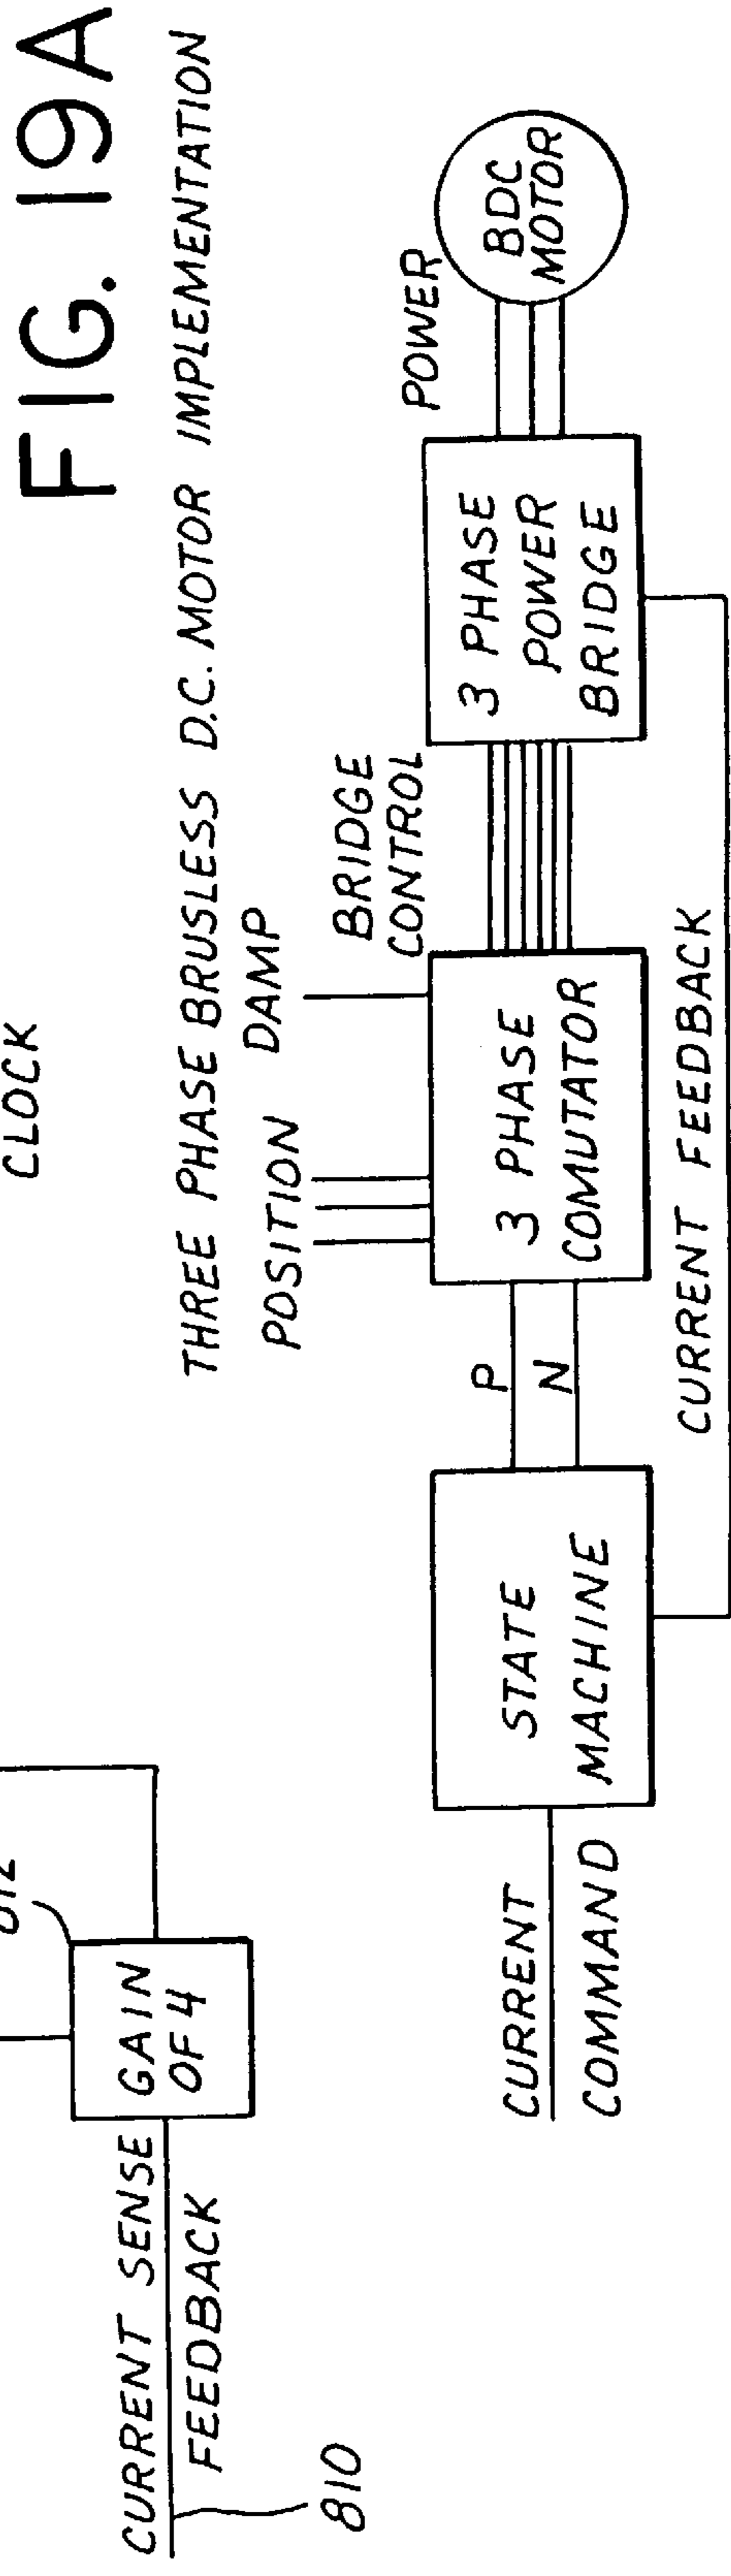 FIG. 19A
CLOCK
812
GAIN
OF 4
CURRENT SENSE
FEEDBACK
810
THREE PHASE BRUSLESS D.C. MOTOR IMPLEMENTATION
POSITION
DAMP
BRIDGE
CONTROL
POWER
CURRENT
COMMAND
STATE
MACHINE
P
N
3 PHASE
COMUTATOR
3 PHASE
POWER
BRIDGE
BDC
MOTOR
CURRENT FEEDBACK